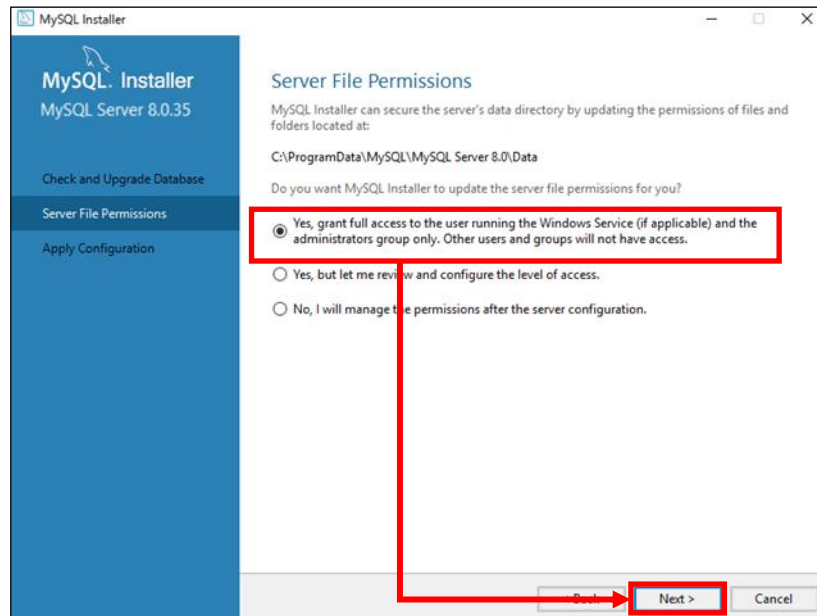 MySQL Installer
MySQL. Installer
MySQL Server 8.0.35
Check and Upgrade Database
Server File Permissions
Apply Configuration
Server File Permissions
MySQL Installer can secure the server's data directory by updating the permissions of files and
folders located at:
C:\ProgramData\MySQL\MySQL Server 8.0\Data
Do you want MySQL Installer to update the server file permissions for you?
Yes, grant full access to the user running the Windows Service (if applicable) and the
administrators group only. Other users and groups will not have access.
Yes, but let me review and configure the level of access.
No, I will manage the permissions after the server configuration.
< Back
Next >
Cancel